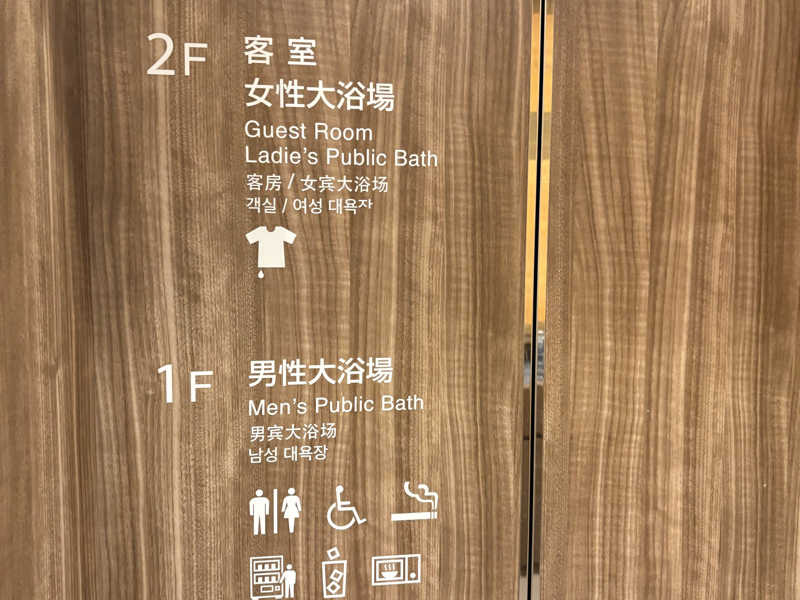 2F
客室
女性大浴場
Guest Room
Ladie's Public Bath
客房 / 女宾大浴场
객실 / 여성 대욕자
1F
男性大浴場
Men's Public Bath
男宾大浴场
남성 대욕장